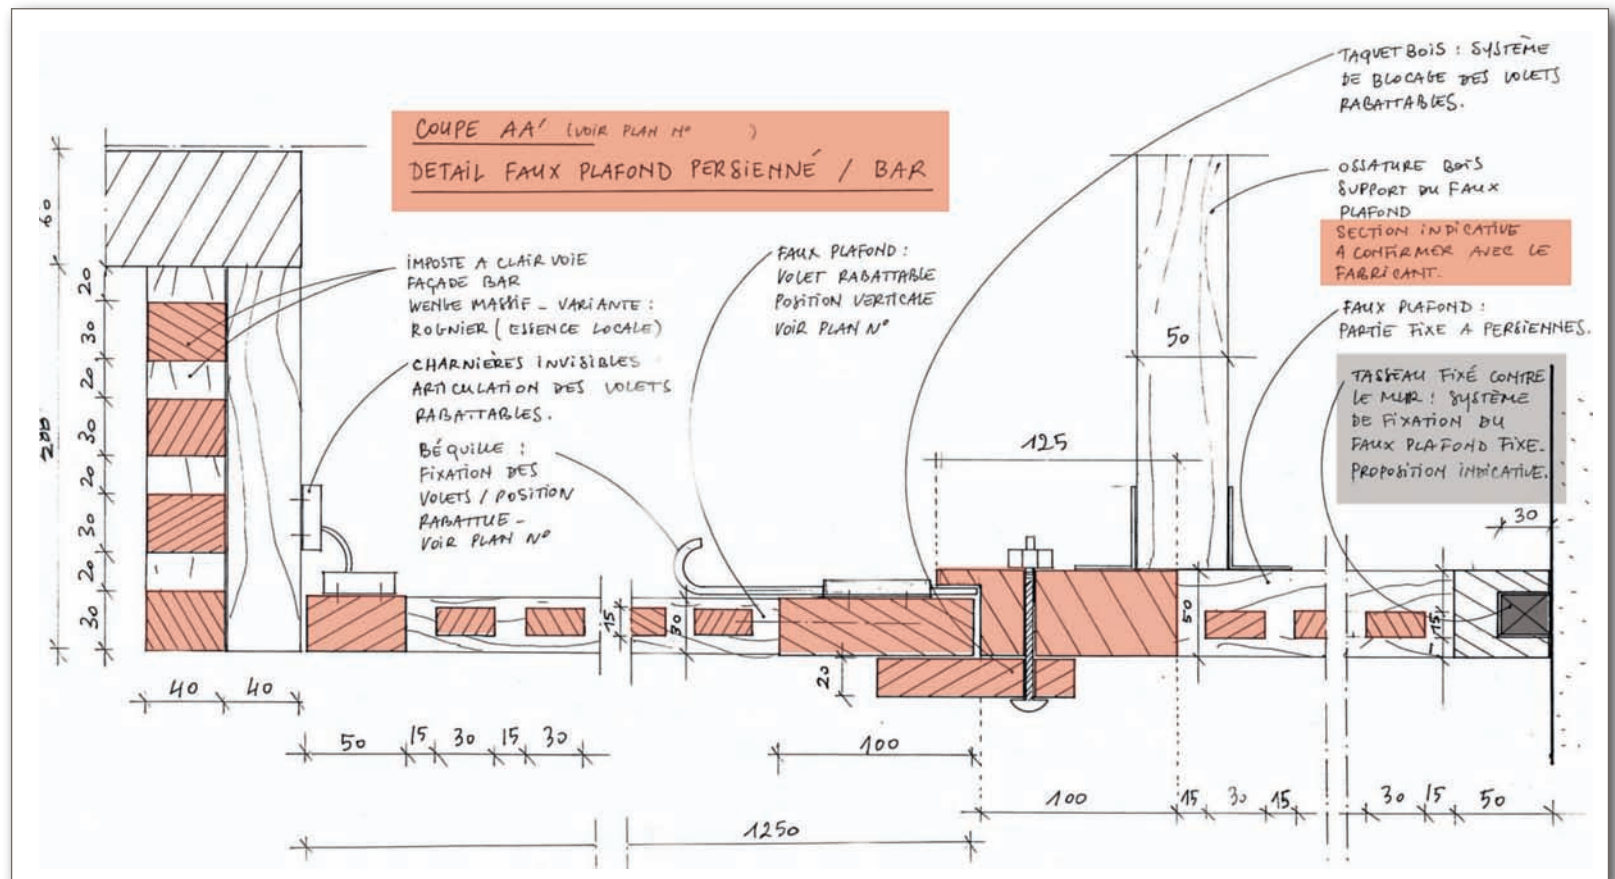 COUPE AA' (VOIR PLAN N° )
DETAIL FAUX PLAFOND PERSIENNÉ / BAR
TAQUET BOIS : SYSTÈME
DE BLOCAGE DES VOLETS
RABATTABLES.
OSSATURE BOIS
SUPPORT DU FAUX
PLAFOND
SECTION INDICATIVE
A CONFIRMER AVEC LE
FABRICANT.
IMPOSTE A CLAIR VOIE
FAÇADE BAR
WENGE MASSIF - VARIANTE :
ROGNIER (ESSENCE LOCALE)
FAUX PLAFOND :
VOLET RABATTABLE
POSITION VERTICALE
VOIR PLAN N°
FAUX PLAFOND :
PARTIE FIXE A PERSIENNES.
CHARNIÈRES INVISIBLES
ARTICULATION DES VOLETS
RABATTABLES.
TASSEAU FIXÉ CONTRE
LE MUR : SYSTÈME
DE FIXATION DU
FAUX PLAFOND FIXE.
PROPOSITION INDICATIVE.
BÉQUILLE :
FIXATION DES
VOLETS / POSITION
RABATTUE -
VOIR PLAN N°
60
200
20
30
20
30
20
30
20
30
50
125
30
15
30
20
50
15
40 40
50 15 30 15 30
100
100 15 30 15
30 15 50
1250